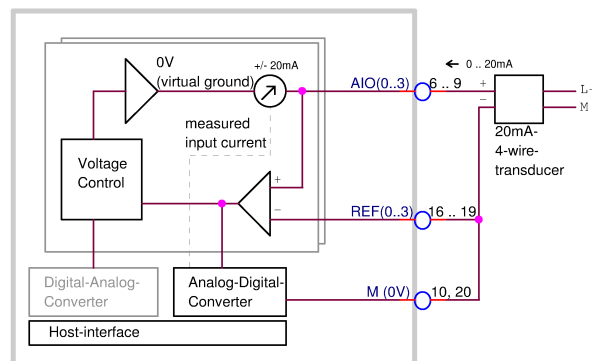 0V
(virtual ground)
+/- 20mA
← 0 .. 20mA
AIO(0..3)
6 .. 9
+
−
L-
M
20mA-
4-wire-
transducer
measured
input current
Voltage
Control
+
−
REF(0..3)
16 .. 19
Digital-Analog-
Converter
Analog-Digital-
Converter
M (0V)
10, 20
Host-interface